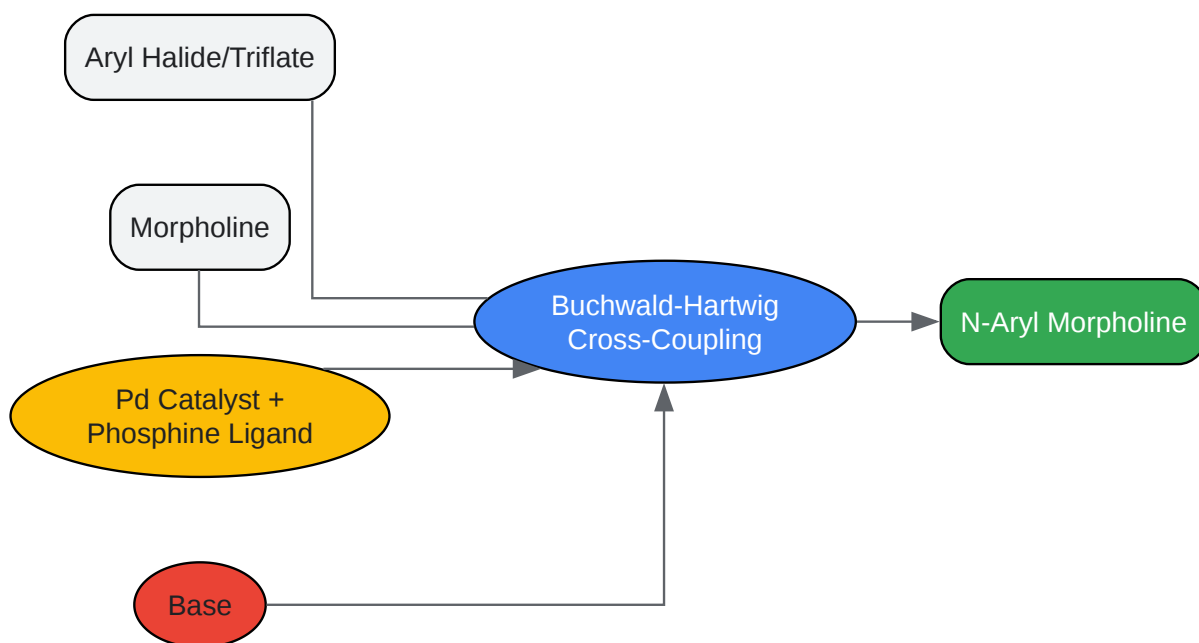 Aryl Halide/Triflate
Morpholine
Buchwald-Hartwig
Cross-Coupling
N-Aryl Morpholine
Pd Catalyst +
Phosphine Ligand
Base